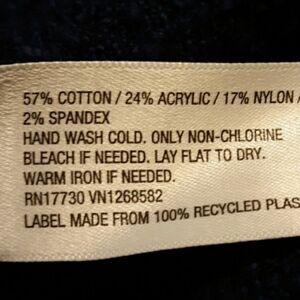 57% COTTON / 24% ACRYLIC / 17% NYLON /
2% SPANDEX
HAND WASH COLD. ONLY NON-CHLORINE
BLEACH IF NEEDED. LAY FLAT TO DRY.
WARM IRON IF NEEDED.
RN17730 VN1268582
LABEL MADE FROM 100% RECYCLED PLAS